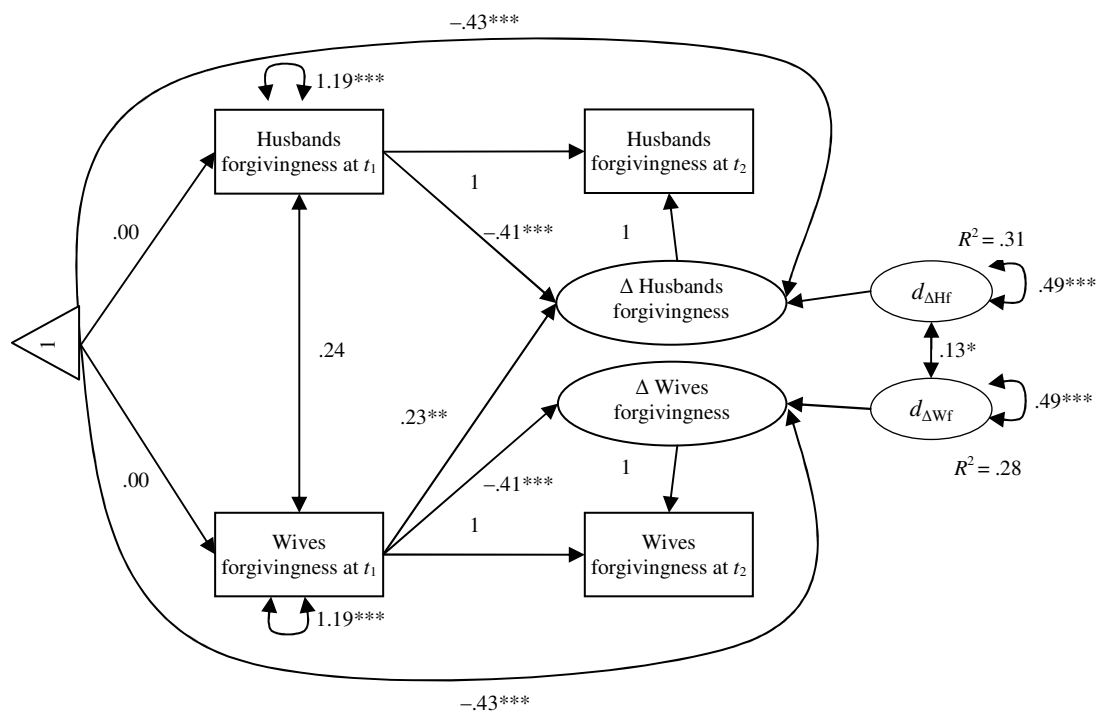 –.43***
1.19***
Husbands
forgivingness at t1
Husbands
forgivingness at t2
1
.00
–.41***
1
R2 = .31
Δ Husbands
forgivingness
dΔHf
.49***
1
.24
.13*
Δ Wives
forgivingness
dΔWf
.49***
.23**
.00
–.41***
1
R2 = .28
1
Wives
forgivingness at t1
Wives
forgivingness at t2
1.19***
–.43***